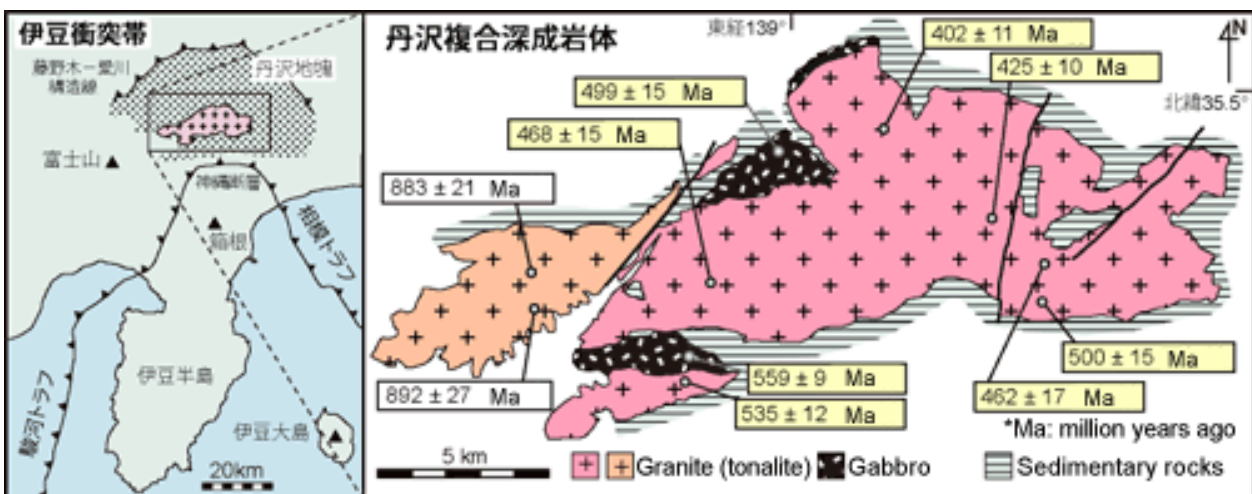 伊豆衝突帯
藤野木ー愛川
構造線
丹沢地塊
富士山
神縄断層
箱根
相模トラフ
駿河トラフ
伊豆半島
伊豆大島
20km
丹沢複合深成岩体
東経139°
N
北緯35.5°
402 ± 11 Ma
425 ± 10 Ma
499 ± 15 Ma
468 ± 15 Ma
883 ± 21 Ma
892 ± 27 Ma
559 ± 9 Ma
535 ± 12 Ma
500 ± 15 Ma
462 ± 17 Ma
*Ma: million years ago
5 km
Granite (tonalite)
Gabbro
Sedimentary rocks